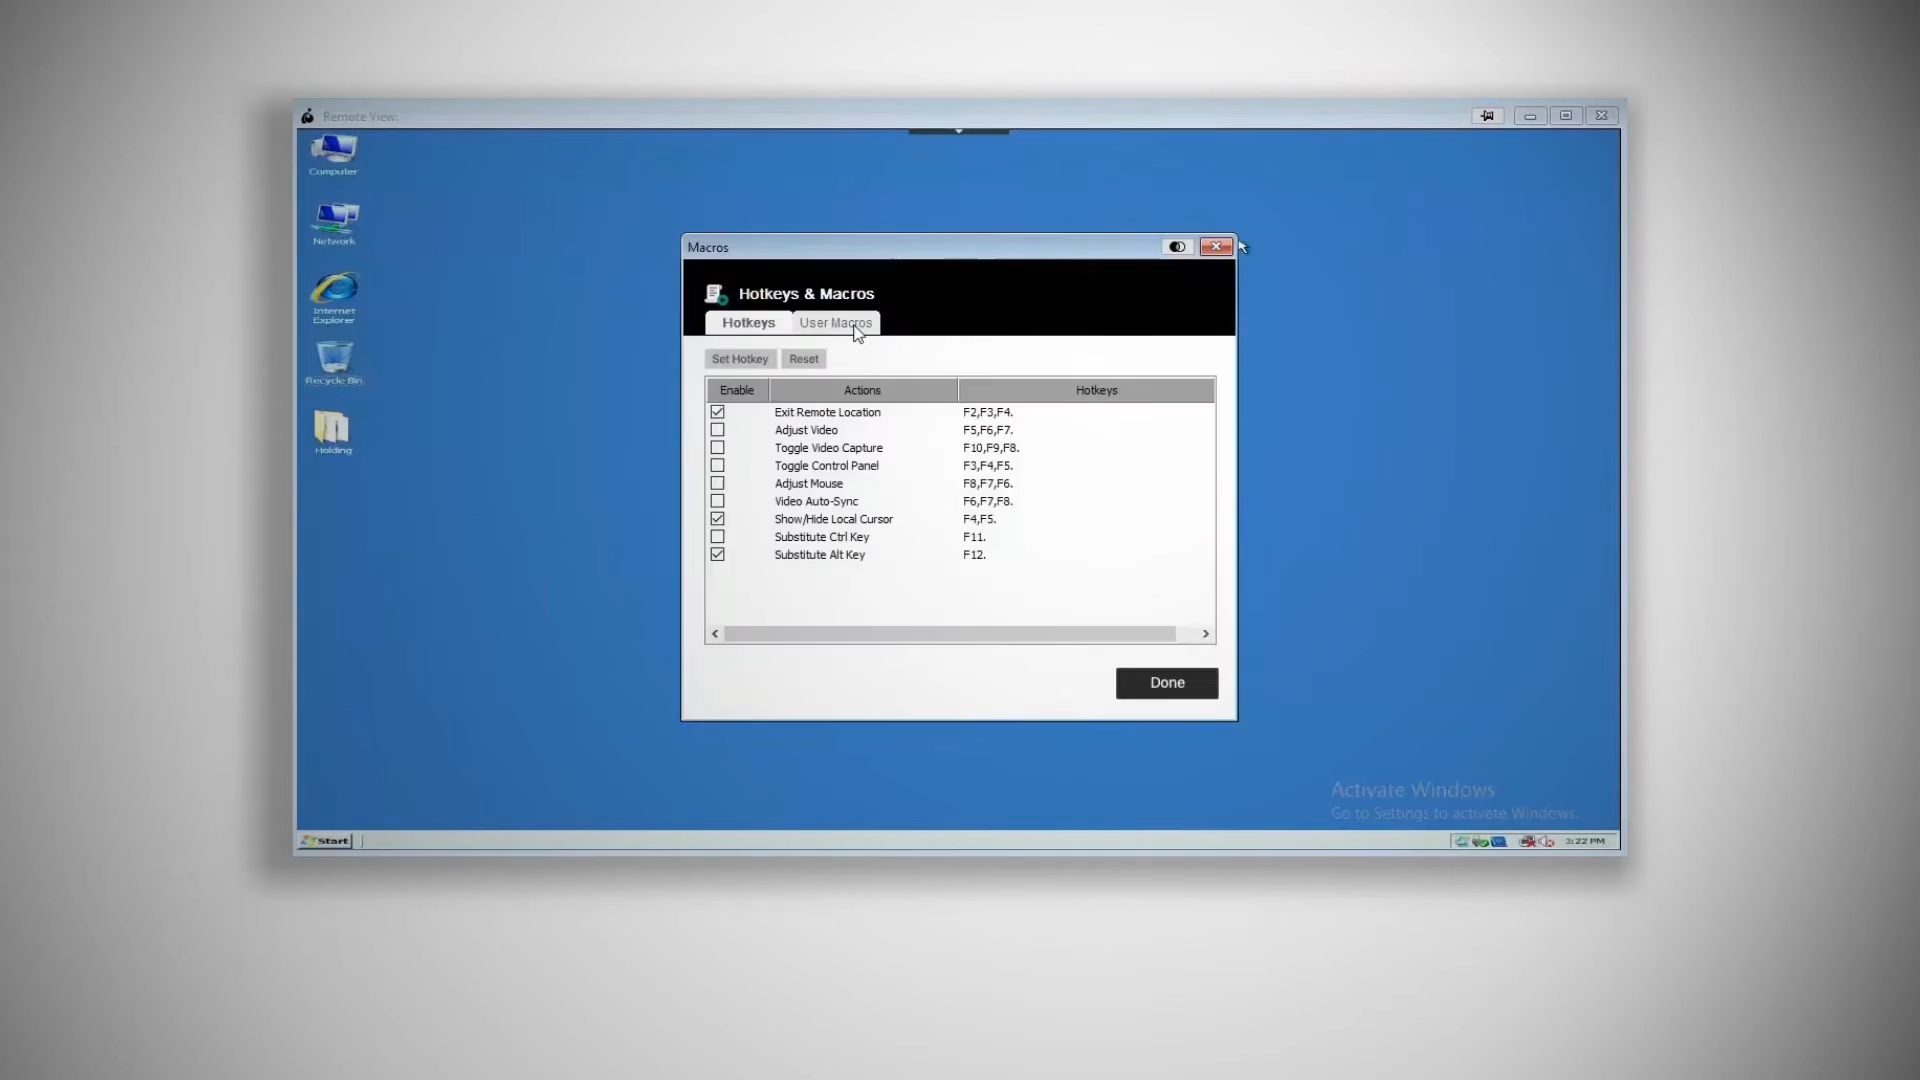 Remote View:
Computer
Network
Internet
Explorer
Recycle Bin
Holding
Macros
Hotkeys & Macros
Hotkeys User Macros
Set Hotkey Reset
Enable Actions Hotkeys
Exit Remote Location F2,F3,F4.
Adjust Video F5,F6,F7.
Toggle Video Capture F10,F9,F8.
Toggle Control Panel F3,F4,F5.
Adjust Mouse F8,F7,F6.
Video Auto-Sync F6,F7,F8.
Show/Hide Local Cursor F4,F5.
Substitute Ctrl Key F11.
Substitute Alt Key F12.
Done
Activate Windows
Go to Settings to activate Windows.
Start 3:22 PM